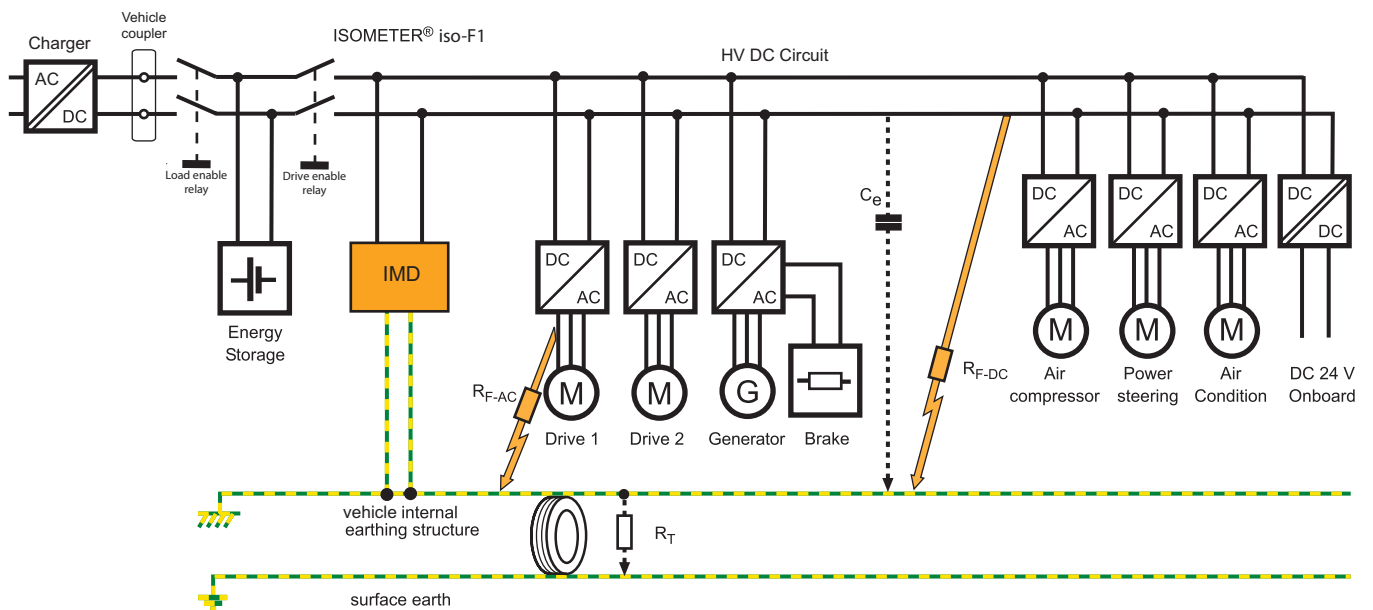 Vehicle
coupler
ISOMETER® iso-F1
Charger
HV DC Circuit
AC
DC
Load enable
relay
Drive enable
relay
Energy
Storage
IMD
DC
AC
DC
AC
DC
AC
Ce
DC
AC
DC
AC
DC
AC
DC
DC
RF-AC
M
Drive 1
M
Drive 2
G
Generator
Brake
RF-DC
M
Air
compressor
M
Power
steering
M
Air
Condition
DC 24 V
Onboard
vehicle internal
earthing structure
RT
surface earth